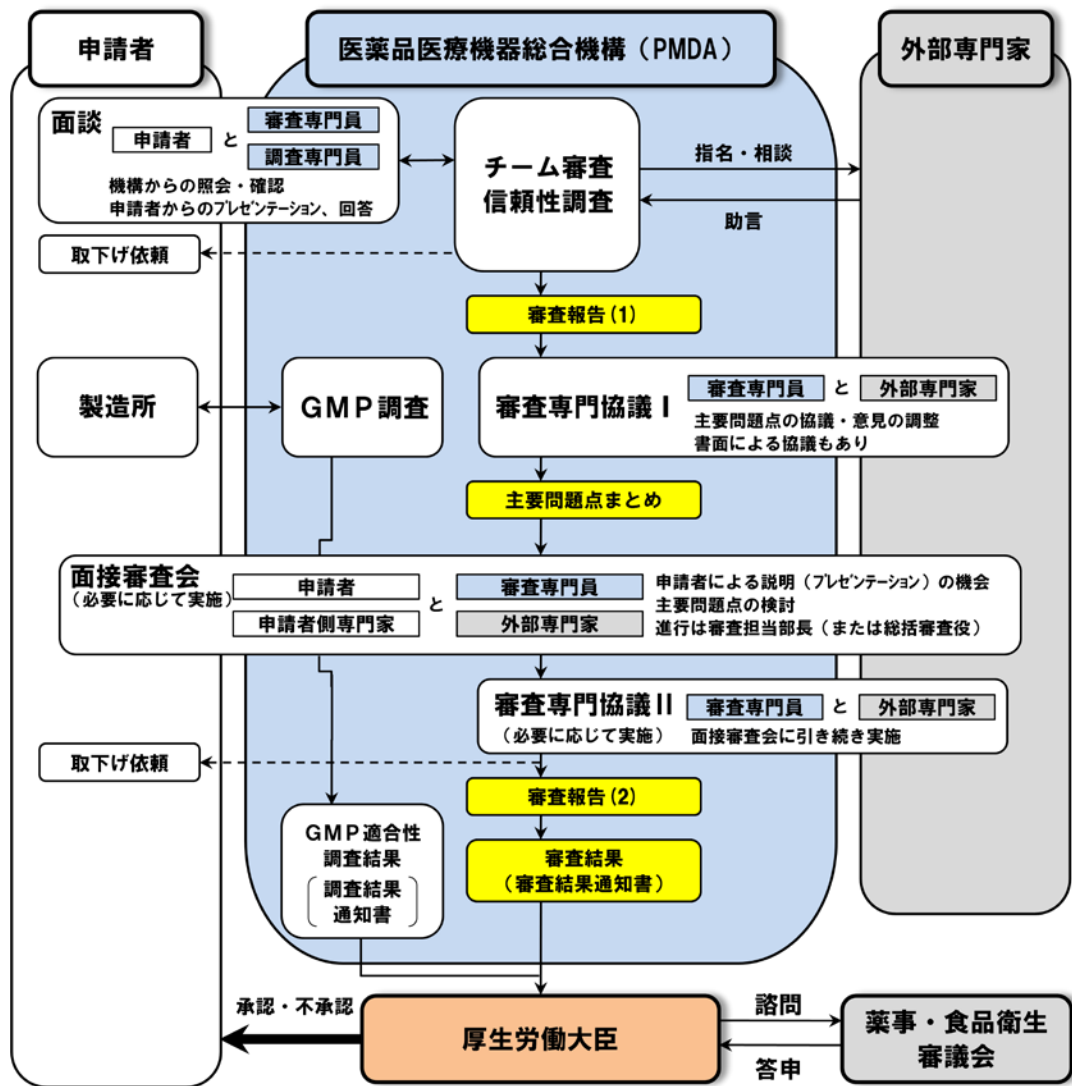 申請者
医薬品医療機器総合機構（PMDA）
外部専門家
面談
申請者 と 審査専門員
調査専門員
機構からの照会・確認
申請者からのプレゼンテーション、回答
チーム審査
信頼性調査
指名・相談
助言
取下げ依頼
審査報告(1)
製造所
ＧＭＰ調査
審査専門協議Ⅰ
審査専門員 と 外部専門家
主要問題点の協議・意見の調整
書面による協議もあり
主要問題点まとめ
面接審査会
（必要に応じて実施）
申請者
申請者側専門家
と
審査専門員
外部専門家
申請者による説明（プレゼンテーション）の機会
主要問題点の検討
進行は審査担当部長（または総括審査役）
審査専門協議Ⅱ
（必要に応じて実施）
審査専門員 と 外部専門家
面接審査会に引き続き実施
取下げ依頼
審査報告(2)
ＧＭＰ適合性
調査結果
調査結果
通知書
審査結果
（審査結果通知書）
承認・不承認
厚生労働大臣
諮問
答申
薬事・食品衛生
審議会